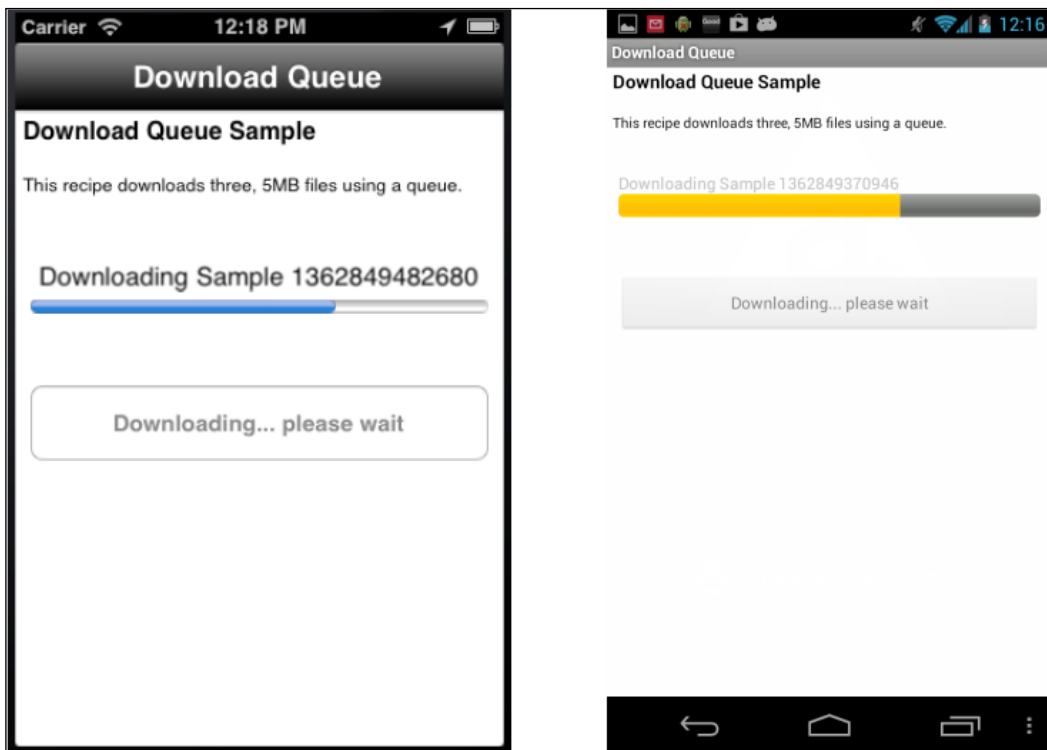 Carrier 12:18 PM
Download Queue
Download Queue Sample
This recipe downloads three, 5MB files using a queue.
Downloading Sample 1362849482680
Downloading... please wait
12:16
Download Queue
Download Queue Sample
This recipe downloads three, 5MB files using a queue.
Downloading Sample 1362849370946
Downloading... please wait